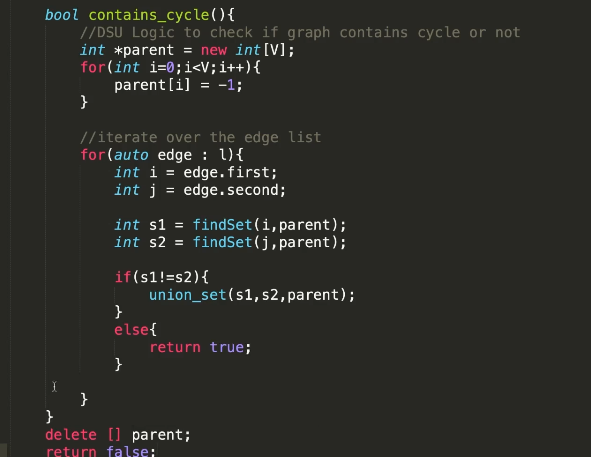 bool contains_cycle(){
//DSU Logic to check if graph contains cycle or not
int *parent = new int[V];
for(int i=0;i<V;i++){
parent[i] = -1;
}
//iterate over the edge list
for(auto edge : l){
int i = edge.first;
int j = edge.second;
int s1 = findSet(i,parent);
int s2 = findSet(j,parent);
if(s1!=s2){
union_set(s1,s2,parent);
}
else{
return true;
}
}
}
delete [] parent;
return false;